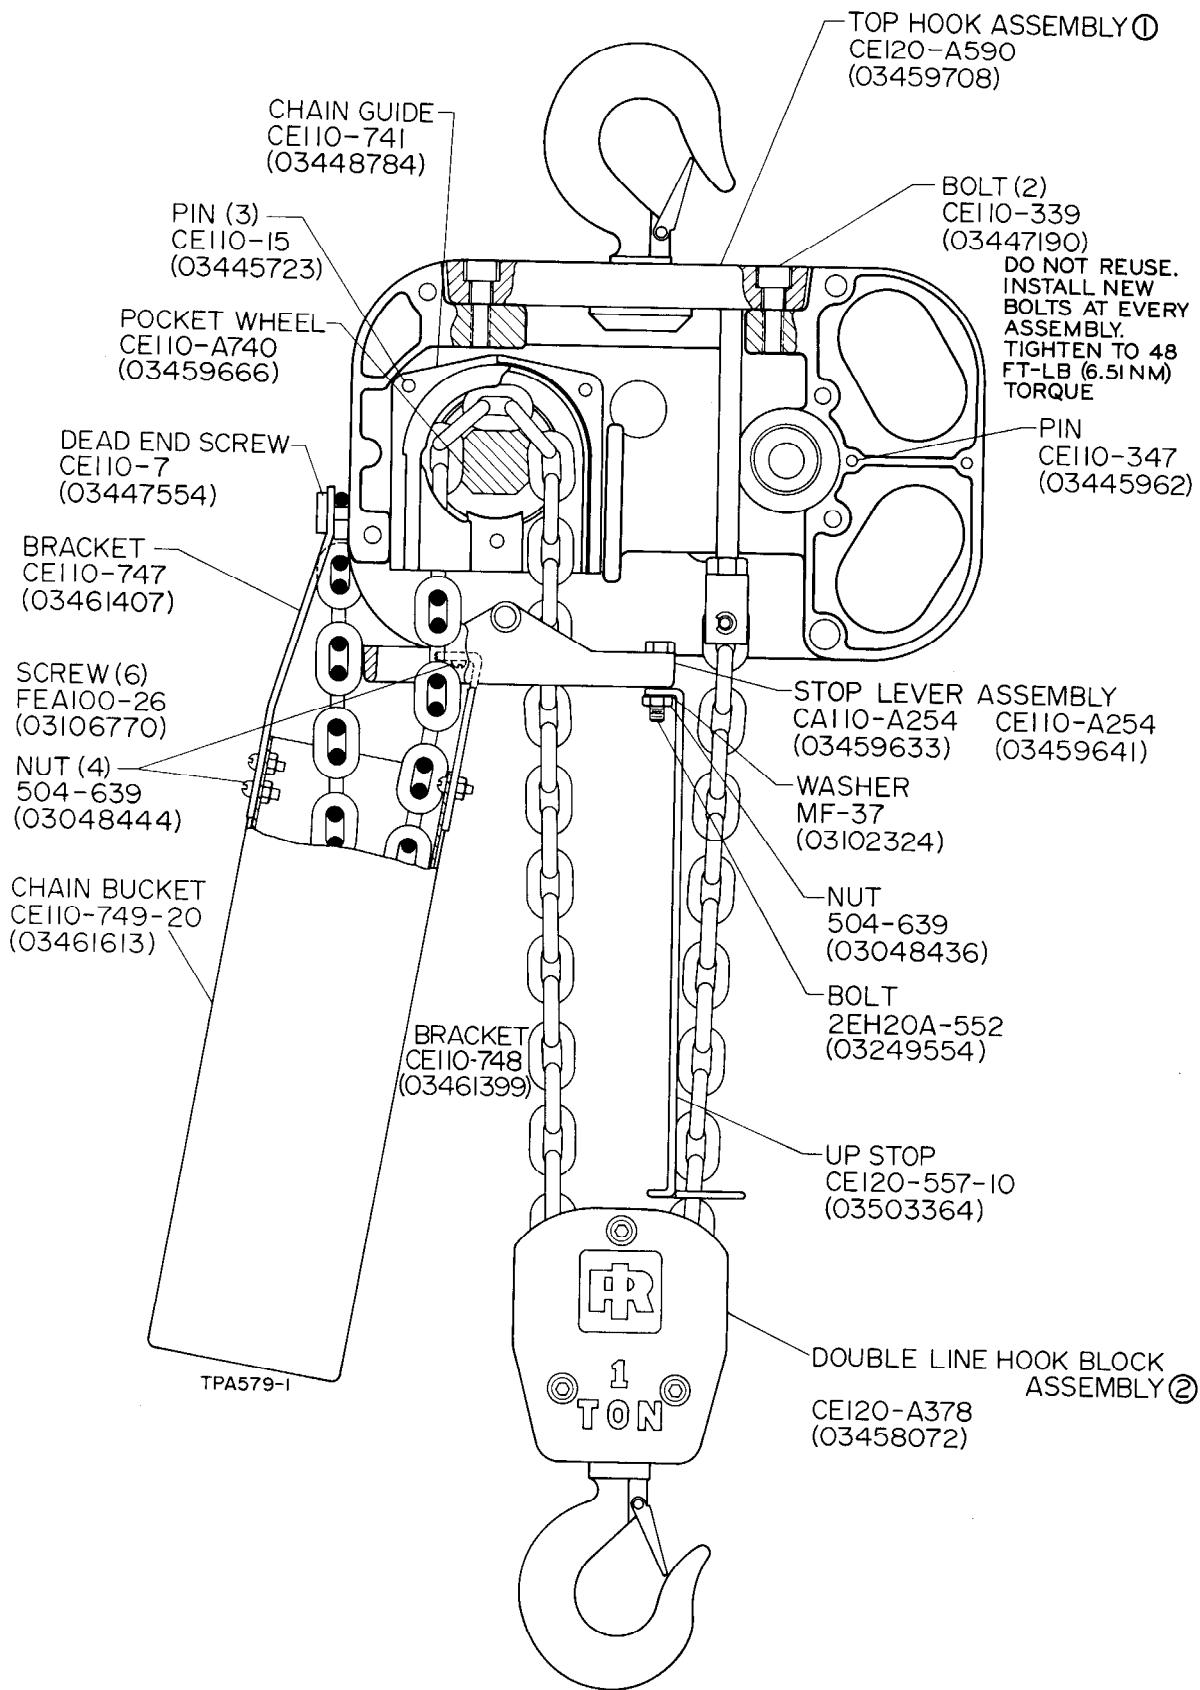 TOP HOOK ASSEMBLY ①
CE120-A590
(03459708)
CHAIN GUIDE
CE110-741
(03448784)
BOLT (2)
CE110-339
(03447190)
DO NOT REUSE.
INSTALL NEW
BOLTS AT EVERY
ASSEMBLY.
TIGHTEN TO 48
FT-LB (6.51 NM)
TORQUE
PIN (3)
CE110-15
(03445723)
POCKET WHEEL
CE110-A740
(03459666)
DEAD END SCREW
CE110-7
(03447554)
PIN
CE110-347
(03445962)
BRACKET
CE110-747
(03461407)
SCREW (6)
FEA100-26
(03106770)
NUT (4)
504-639
(03048444)
STOP LEVER ASSEMBLY
CA110-A254 CE110-A254
(03459633) (03459641)
WASHER
MF-37
(03102324)
CHAIN BUCKET
CE110-749-20
(03461613)
NUT
504-639
(03048436)
BOLT
2EH20A-552
(03249554)
BRACKET
CE110-748
(03461399)
UP STOP
CE120-557-10
(03503364)
IR
1
TON
DOUBLE LINE HOOK BLOCK
ASSEMBLY ②
CE120-A378
(03458072)
TPA579-1